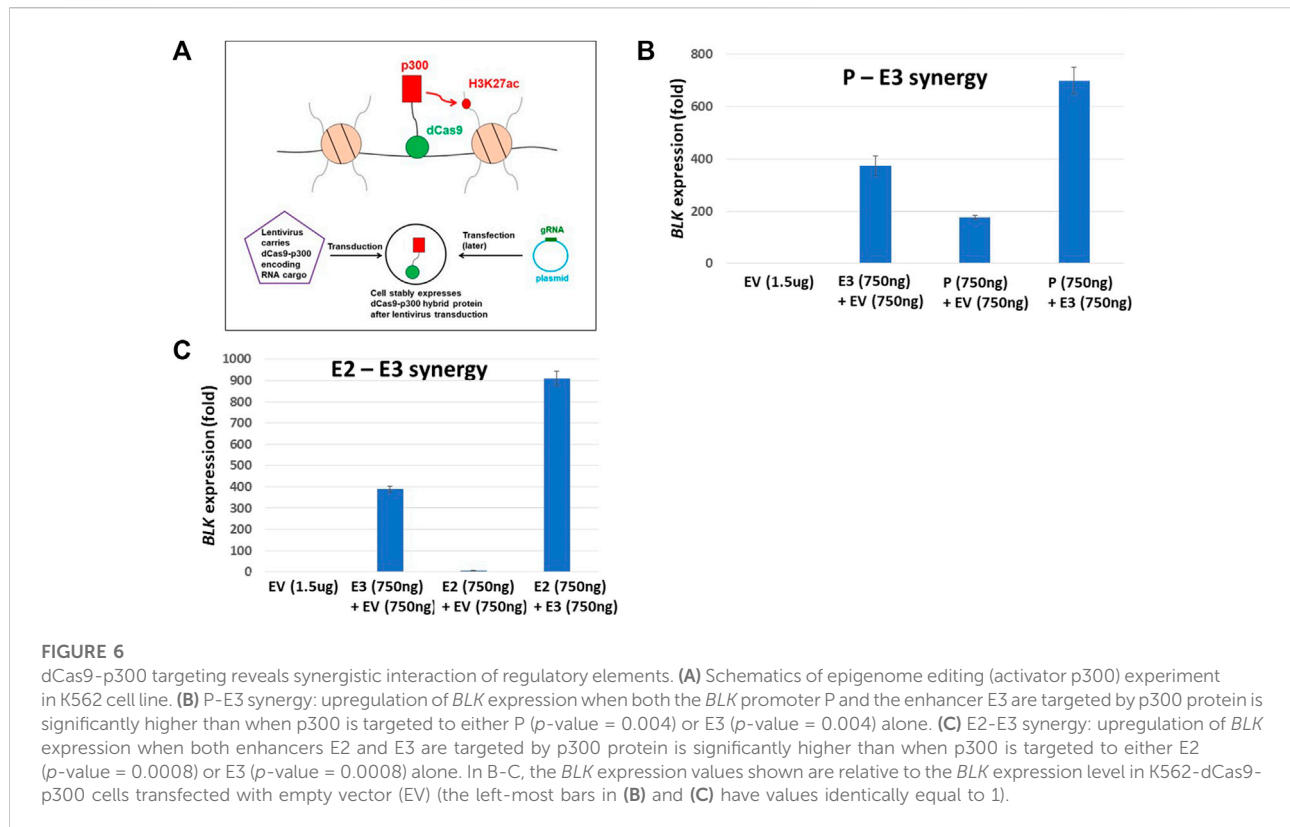 A
p300
H3K27ac
dCas9
Lentivirus
carries
dCas9-p300
encoding
RNA cargo
Transduction
Transfection
(later)
gRNA
plasmid
Cell stably expresses
dCas9-p300 hybrid protein
after lentivirus transduction
B
P – E3 synergy
BLK expression (fold)
800
600
400
200
0
EV (1.5ug)
E3 (750ng)
+ EV (750ng)
P (750ng)
+ EV (750ng)
P (750ng)
+ E3 (750ng)
C
E2 – E3 synergy
BLK expression (fold)
1000
900
800
700
600
500
400
300
200
100
0
EV (1.5ug)
E3 (750ng)
+ EV (750ng)
E2 (750ng)
+ EV (750ng)
E2 (750ng)
+ E3 (750ng)
FIGURE 6
dCas9-p300 targeting reveals synergistic interaction of regulatory elements. (A) Schematics of epigenome editing (activator p300) experiment
in K562 cell line. (B) P-E3 synergy: upregulation of BLK expression when both the BLK promoter P and the enhancer E3 are targeted by p300 protein is
significantly higher than when p300 is targeted to either P (p-value = 0.004) or E3 (p-value = 0.004) alone. (C) E2-E3 synergy: upregulation of BLK
expression when both enhancers E2 and E3 are targeted by p300 protein is significantly higher than when p300 is targeted to either E2
(p-value = 0.0008) or E3 (p-value = 0.0008) alone. In B-C, the BLK expression values shown are relative to the BLK expression level in K562-dCas9-
p300 cells transfected with empty vector (EV) (the left-most bars in (B) and (C) have values identically equal to 1).